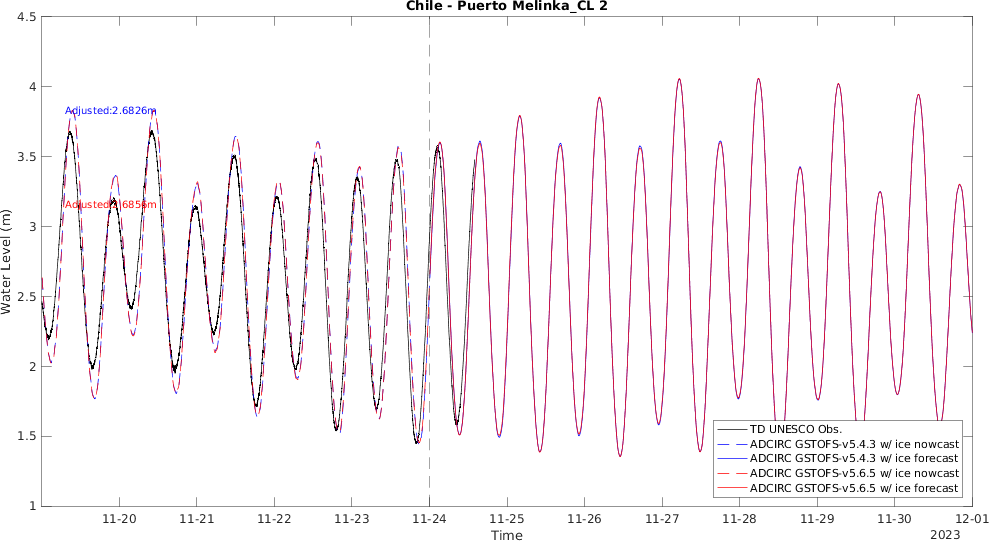 Chile - Puerto Melinka_CL 2
4.5
4
3.5
3
2.5
2
1.5
1
Water Level (m)
Adjusted:2.6826m
Adjusted:2.6856m
TD UNESCO Obs.
ADCIRC GSTOFS-v5.4.3 w/ ice nowcast
ADCIRC GSTOFS-v5.4.3 w/ ice forecast
ADCIRC GSTOFS-v5.6.5 w/ ice nowcast
ADCIRC GSTOFS-v5.6.5 w/ ice forecast
11-20 11-21 11-22 11-23 11-24 11-25 11-26 11-27 11-28 11-29 11-30 12-01
Time
2023